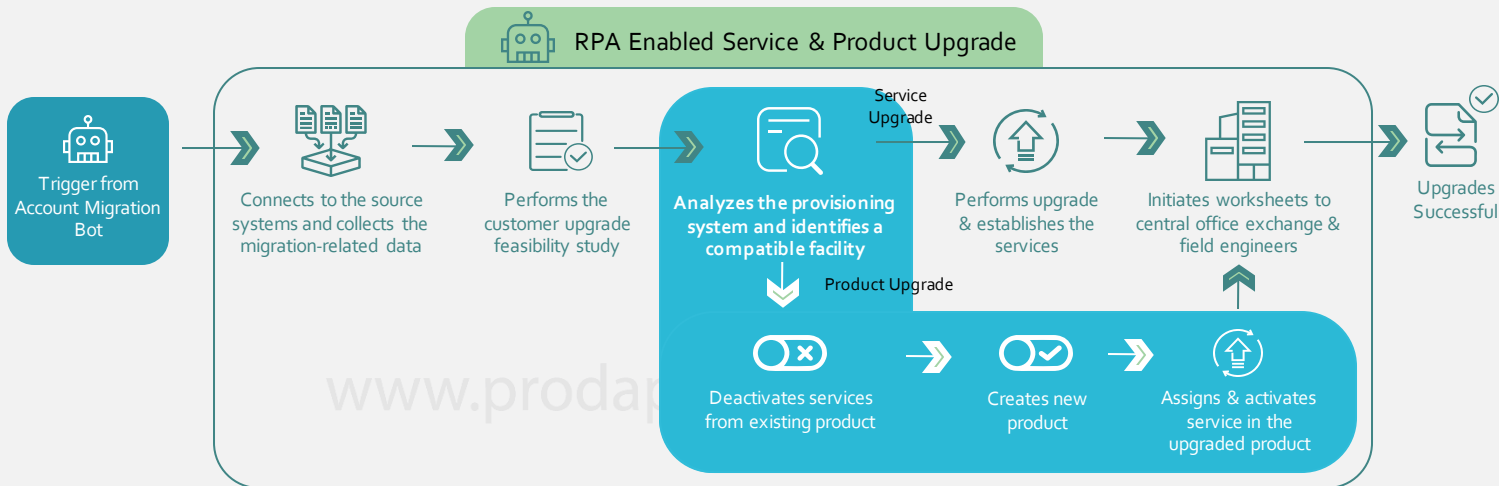 RPA Enabled Service & Product Upgrade
Trigger from
Account Migration
Bot
Connects to the source
systems and collects the
migration-related data
Performs the
customer upgrade
feasibility study
Analyzes the provisioning
system and identifies a
compatible facility
Service
Upgrade
Performs upgrade
& establishes the
services
Initiates worksheets to
central office exchange &
field engineers
Upgrades
Successful
Product Upgrade
Deactivates services
from existing product
Creates new
product
Assigns & activates
service in the
upgraded product
www.prodap